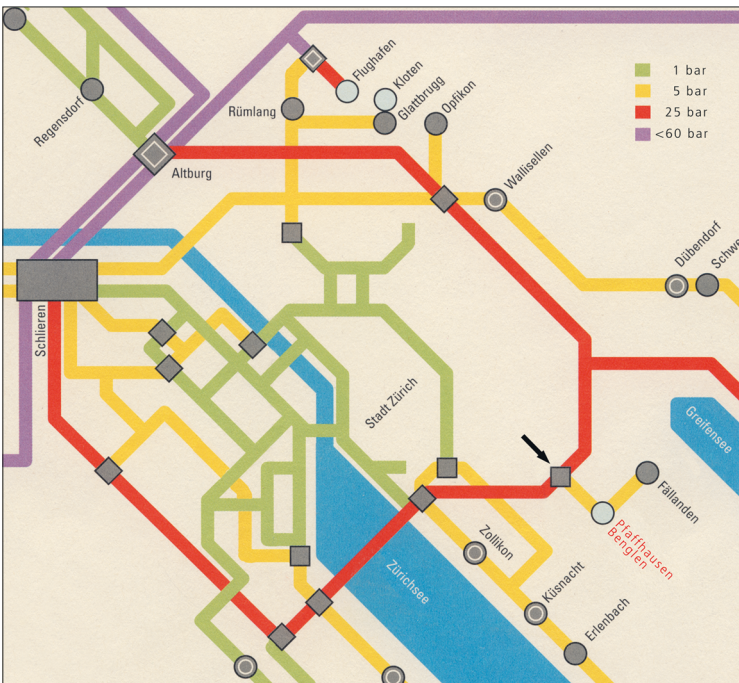 Flughafen
Kloten
Glattbrugg
Opfikon
Rümlang
Regensdorf
Altburg
1 bar
5 bar
25 bar
<60 bar
Wallisellen
Dübendorf
Schwe
Schlieren
Stadt Zürich
Greifensee
Fällanden
Pfaffhausen
Benglen
Zollikon
Zürichsee
Küsnacht
Erlenbach